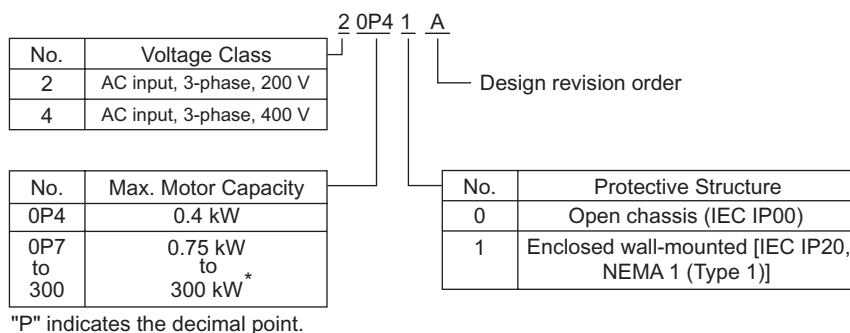 2 0P4 1 A
No. Voltage Class
2 AC input, 3-phase, 200 V
4 AC input, 3-phase, 400 V
Design revision order
No. Max. Motor Capacity
0P4 0.4 kW
0P7 0.75 kW
to to
300 300 kW*
"P" indicates the decimal point.
No. Protective Structure
0 Open chassis (IEC IP00)
1 Enclosed wall-mounted [IEC IP20,
NEMA 1 (Type 1)]